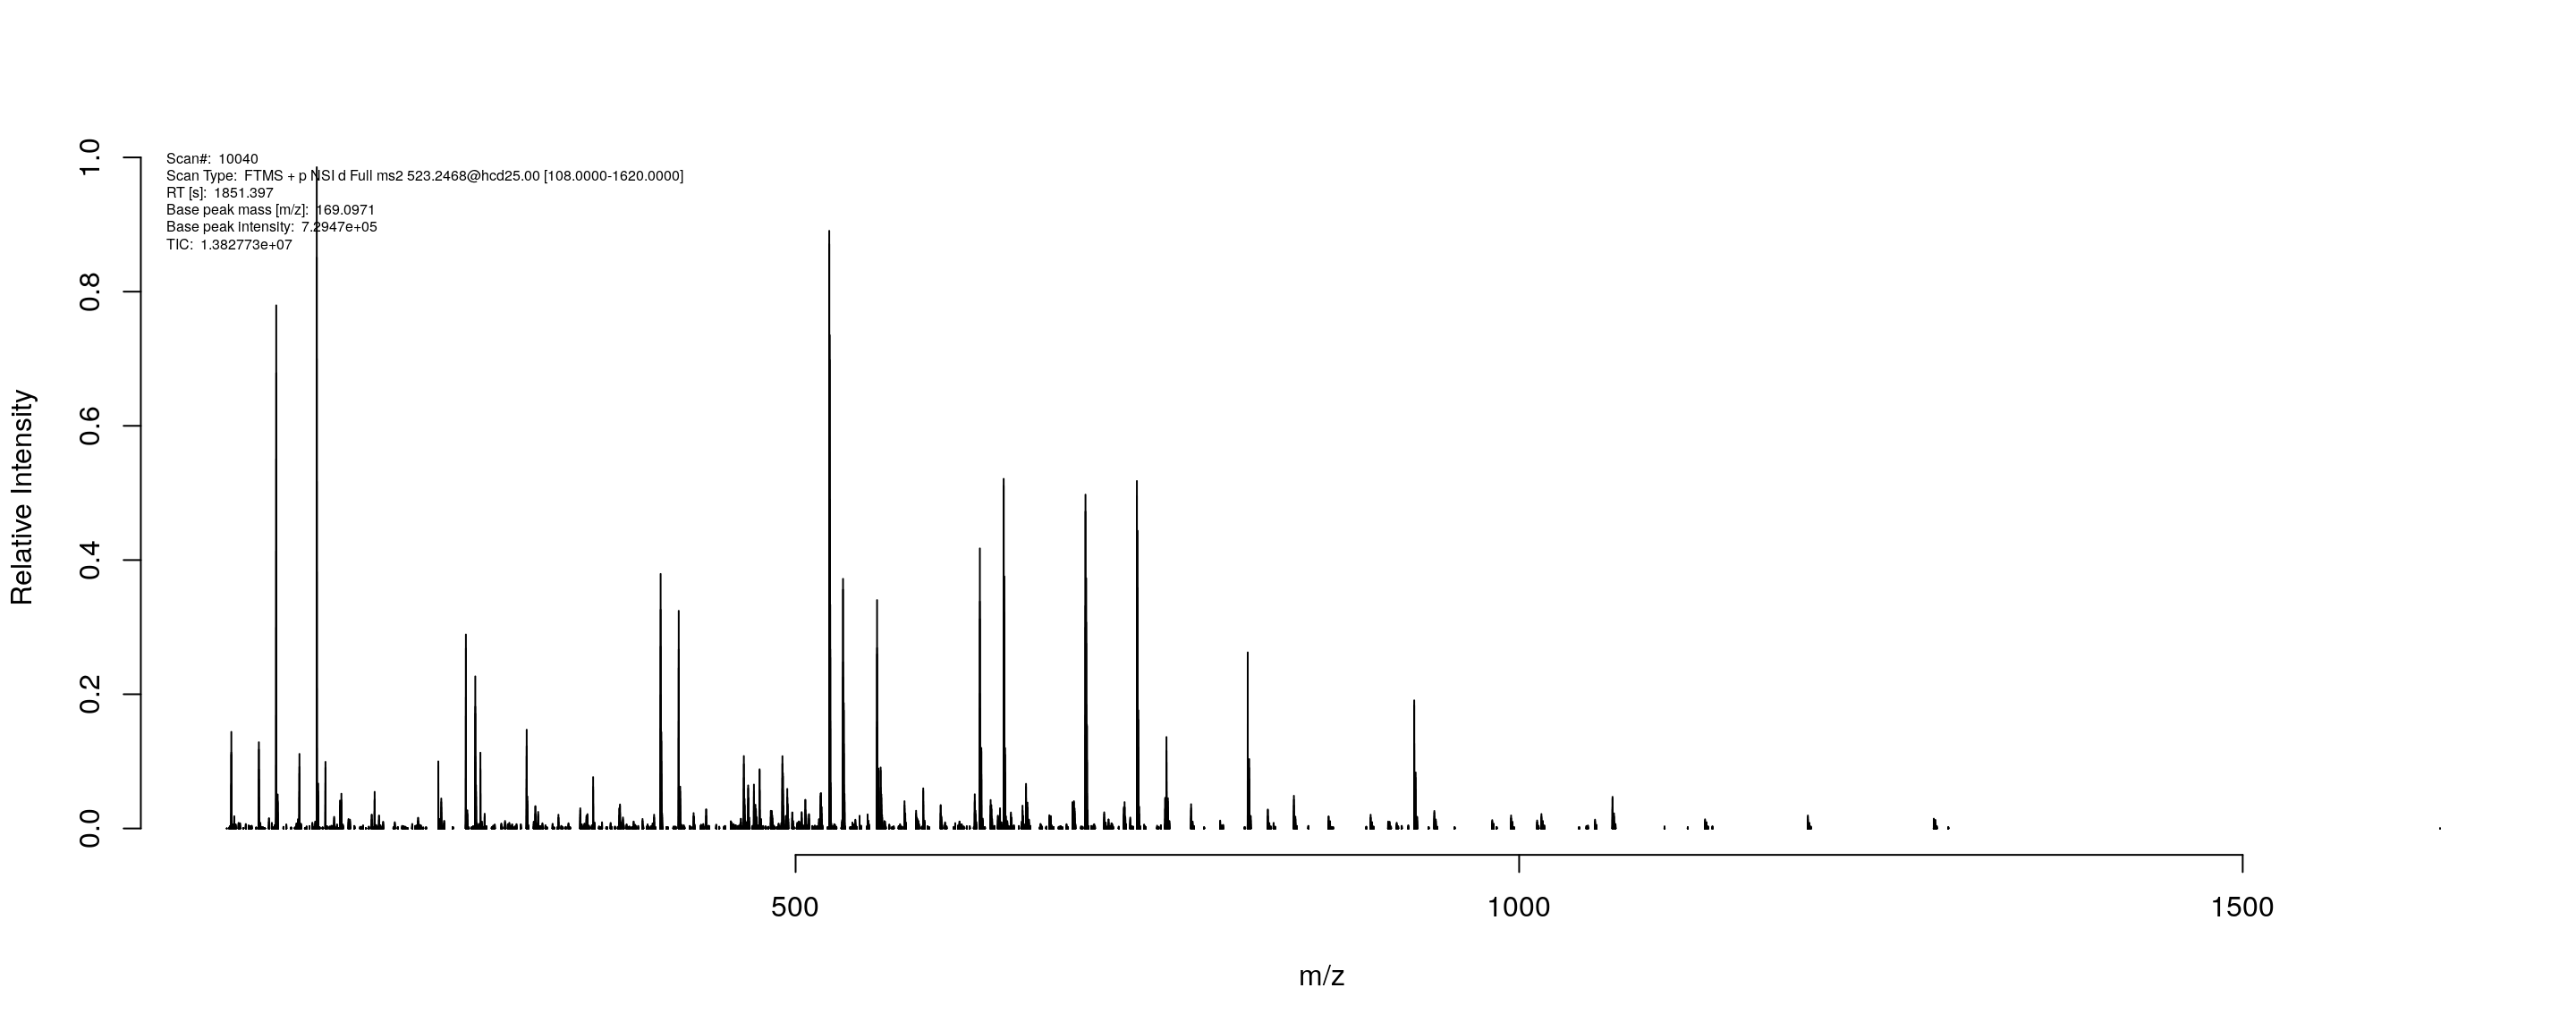 Scan#: 10040
Scan Type: FTMS + p NSI d Full ms2 523.2468@hcd25.00 [108.0000-1620.0000]
RT [s]: 1851.397
Base peak mass [m/z]: 169.0971
Base peak intensity: 7.2947e+05
TIC: 1.382773e+07
1.0
0.8
0.6
0.4
0.2
0.0
Relative Intensity
500 1000 1500
m/z